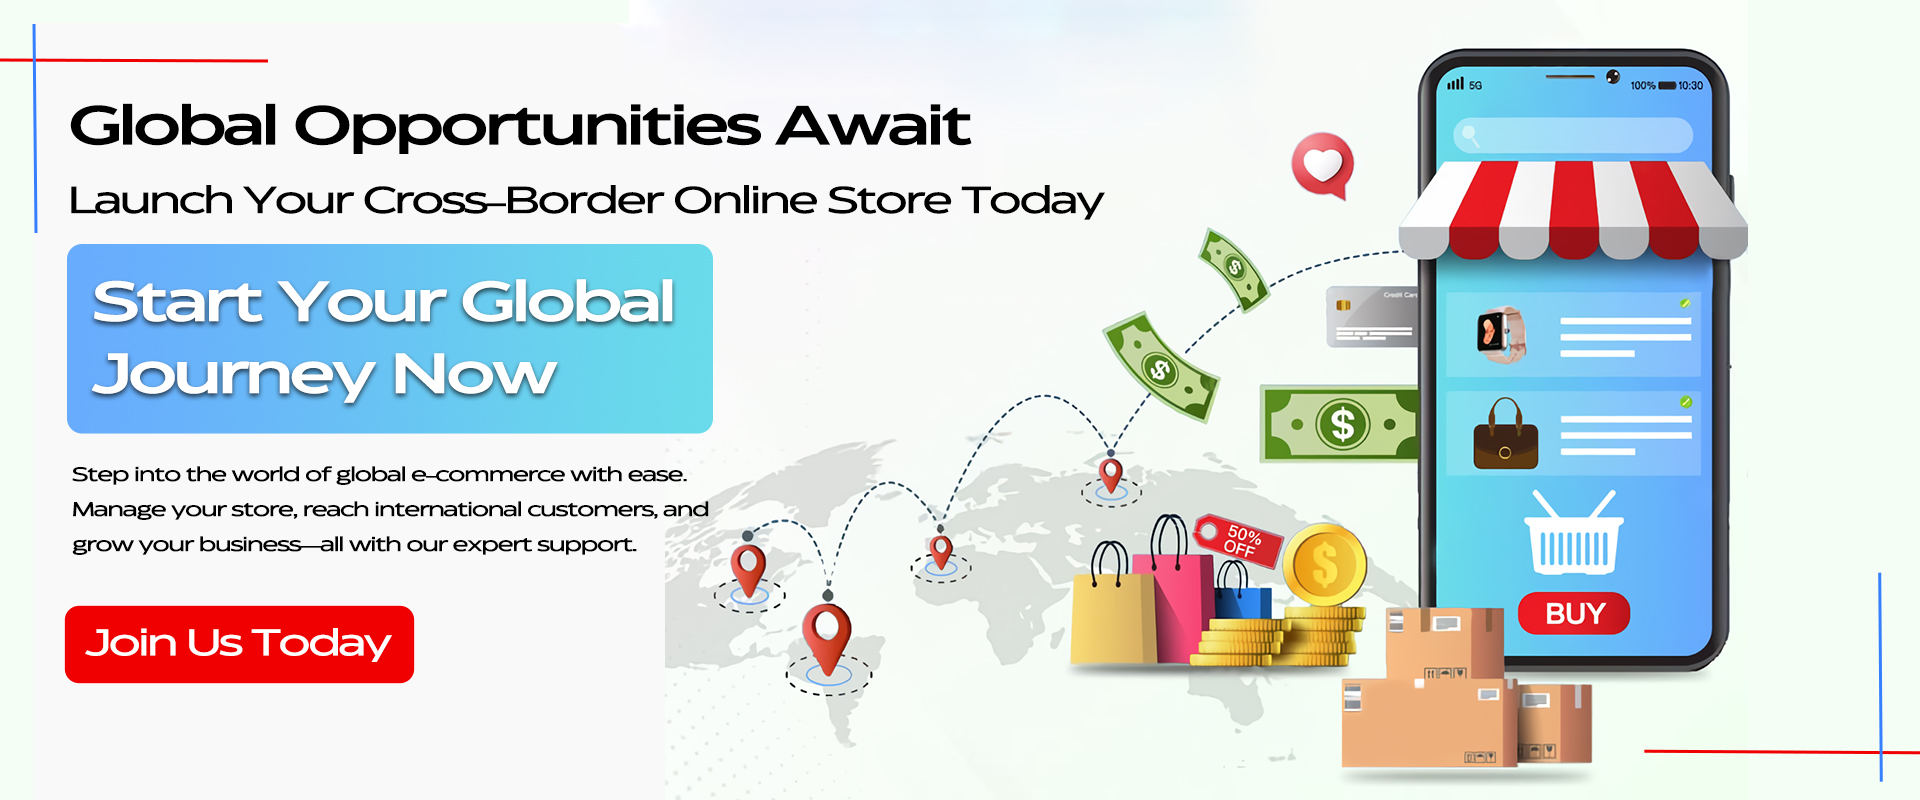 Global Opportunities Await
Launch Your Cross-Border Online Store Today
Start Your Global
Journey Now
Step into the world of global e-commerce with ease.
Manage your store, reach international customers, and
grow your business—all with our expert support.
Join Us Today
5G
100% 10:30
Credit Car
50%
OFF
BUY